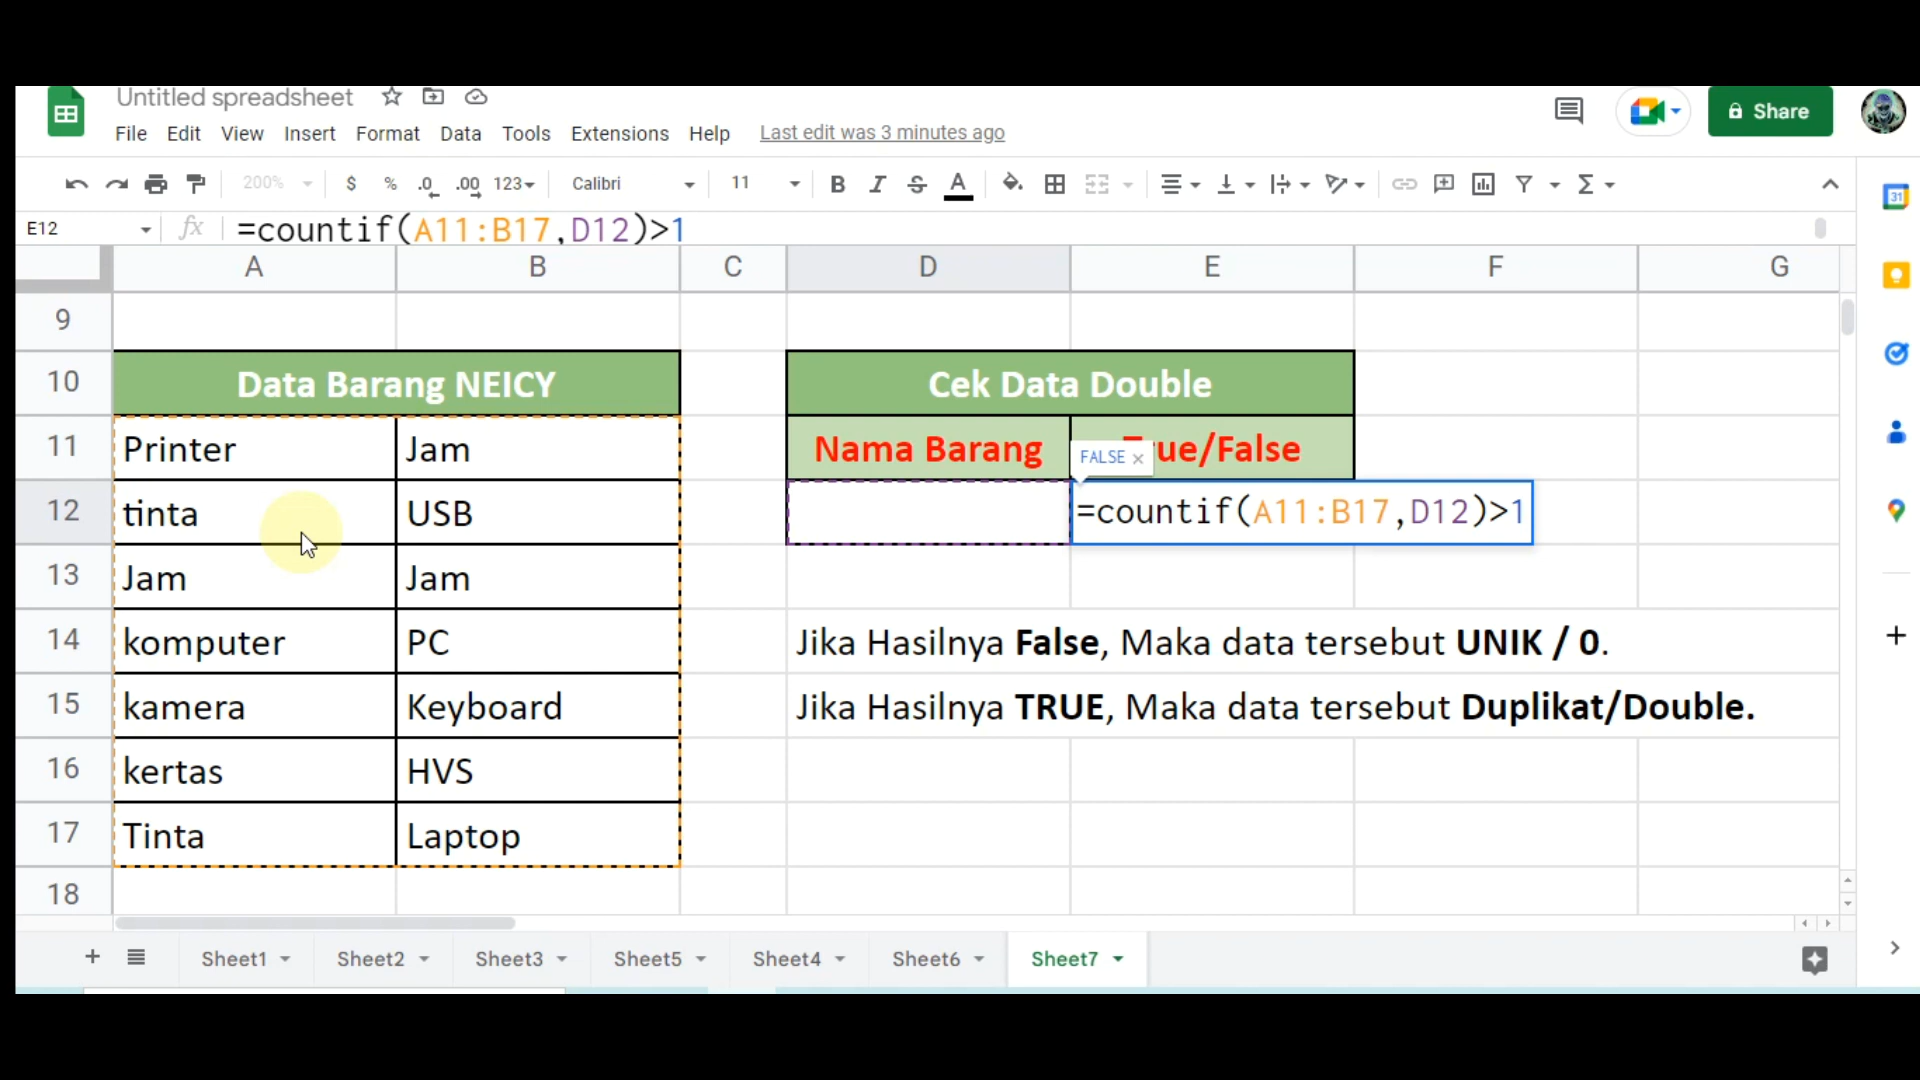 Untitled spreadsheet
File Edit View Insert Format Data Tools Extensions Help Last edit was 3 minutes ago
Share
200% $ % .0 .00 123 Calibri 11 B I S A
31
E12 fx =countif(A11:B17,D12)>1
A B C D E F G
9
10 Data Barang NEICY Cek Data Double
11 Printer Jam Nama Barang True/False
FALSE ×
12 tinta USB =countif(A11:B17,D12)>1
13 Jam Jam
14 komputer PC Jika Hasilnya False, Maka data tersebut UNIK / 0.
15 kamera Keyboard Jika Hasilnya TRUE, Maka data tersebut Duplikat/Double.
16 kertas HVS
17 Tinta Laptop
18
Sheet1 Sheet2 Sheet3 Sheet5 Sheet4 Sheet6 Sheet7